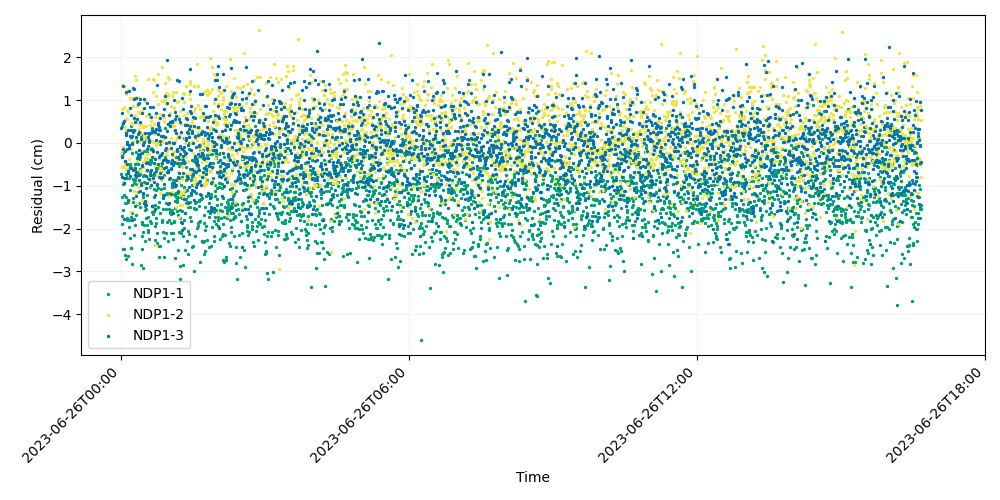 2
1
0
−1
−2
−3
−4
Residual (cm)
NDP1-1
NDP1-2
NDP1-3
2023-06-26T00:00
2023-06-26T06:00
2023-06-26T12:00
2023-06-26T18:00
Time